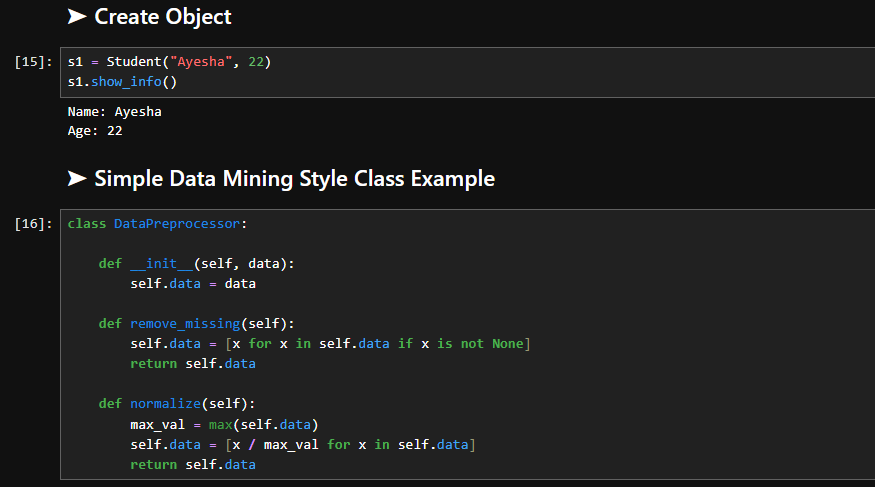 ➤ Create Object
[15]: s1 = Student("Ayesha", 22)
s1.show_info()
Name: Ayesha
Age: 22
➤ Simple Data Mining Style Class Example
[16]: class DataPreprocessor:
    def __init__(self, data):
        self.data = data
    def remove_missing(self):
        self.data = [x for x in self.data if x is not None]
        return self.data
    def normalize(self):
        max_val = max(self.data)
        self.data = [x / max_val for x in self.data]
        return self.data